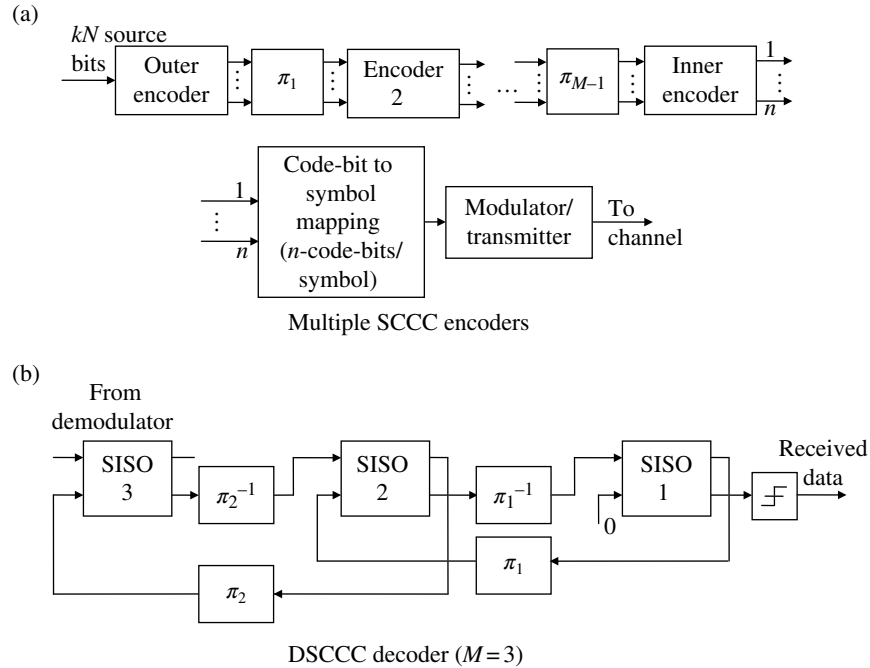 (a)
kN source
bits
Outer
encoder
π1
Encoder
2
...
πM−1
Inner
encoder
1
n
1
n
Code-bit to
symbol
mapping
(n-code-bits/
symbol)
Modulator/
transmitter
To
channel
Multiple SCCC encoders
(b)
From
demodulator
SISO
3
π2−1
SISO
2
π1−1
SISO
1
0
Received
data
π1
π2
DSCCC decoder (M=3)